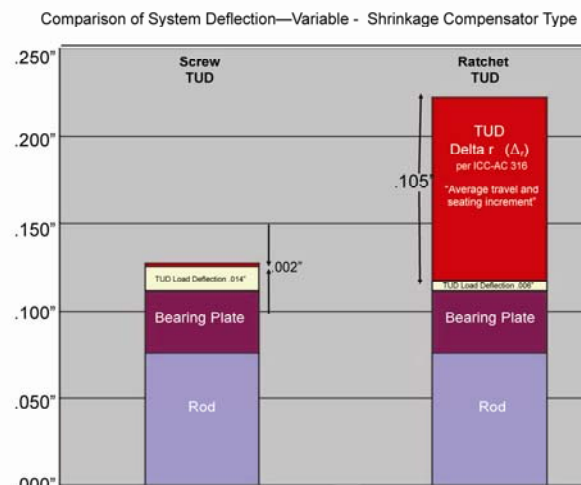 Comparison of System Deflection—Variable - Shrinkage Compensator Type
.250”
.200”
.150”
.100”
.050”
.000”
Screw
TUD
Ratchet
TUD
TUD
Delta r (Δr)
per ICC-AC 316
“Average travel and
seating increment”
.105”
.002”
TUD Load Deflection .014”
TUD Load Deflection .006”
Bearing Plate
Bearing Plate
Rod
Rod